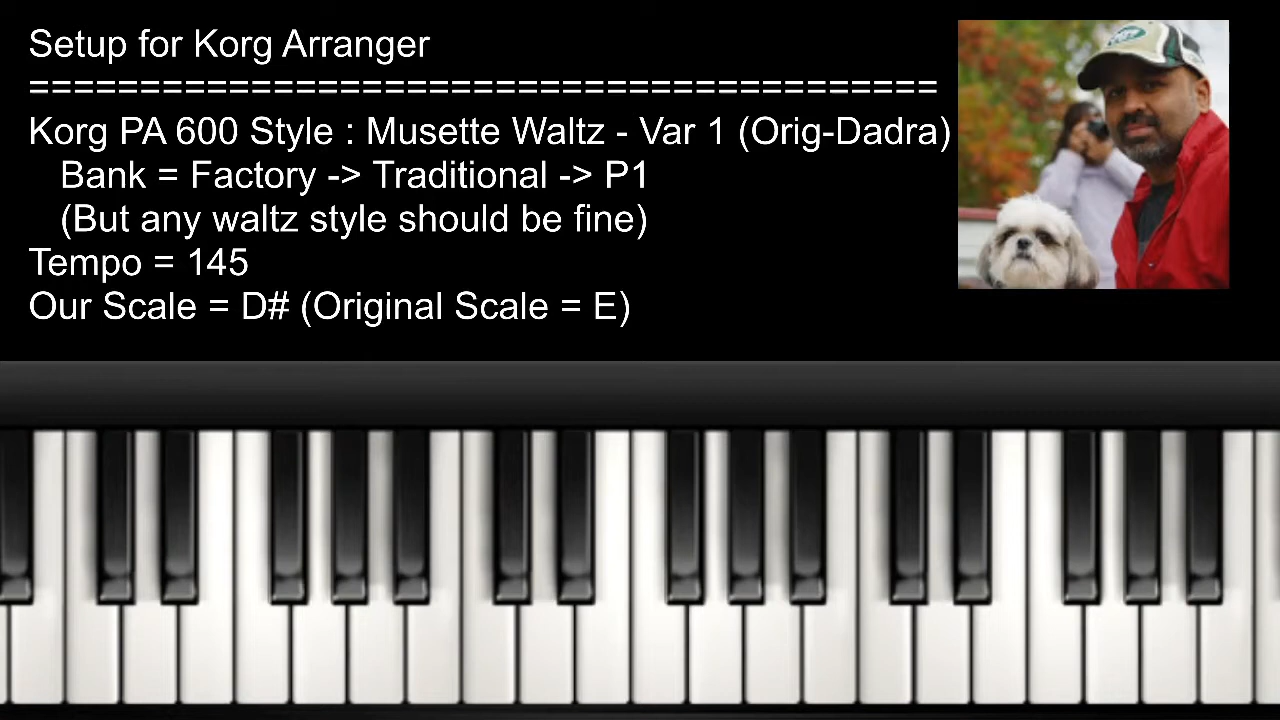 Setup for Korg Arranger
=========================================
Korg PA 600 Style : Musette Waltz - Var 1 (Orig-Dadra)
Bank = Factory -> Traditional -> P1
(But any waltz style should be fine)
Tempo = 145
Our Scale = D# (Original Scale = E)